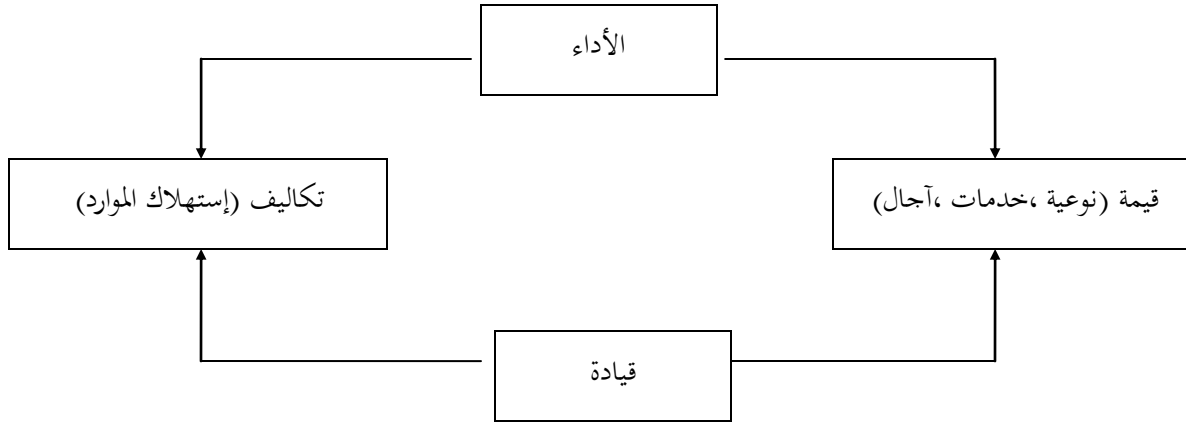 الأداء
قيمة (نوعية ،خدمات ،آجال)
تكاليف (إستهلاك الموارد)
قيادة